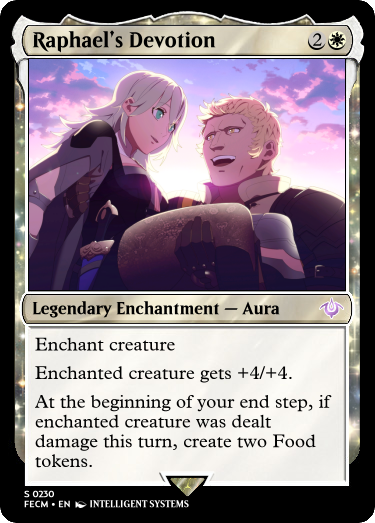 Raphael's Devotion 2
Legendary Enchantment — Aura
Enchant creature
Enchanted creature gets +4/+4.
At the beginning of your end step, if
enchanted creature was dealt
damage this turn, create two Food
tokens.
S 0230
FECM • EN INTELLIGENT SYSTEMS